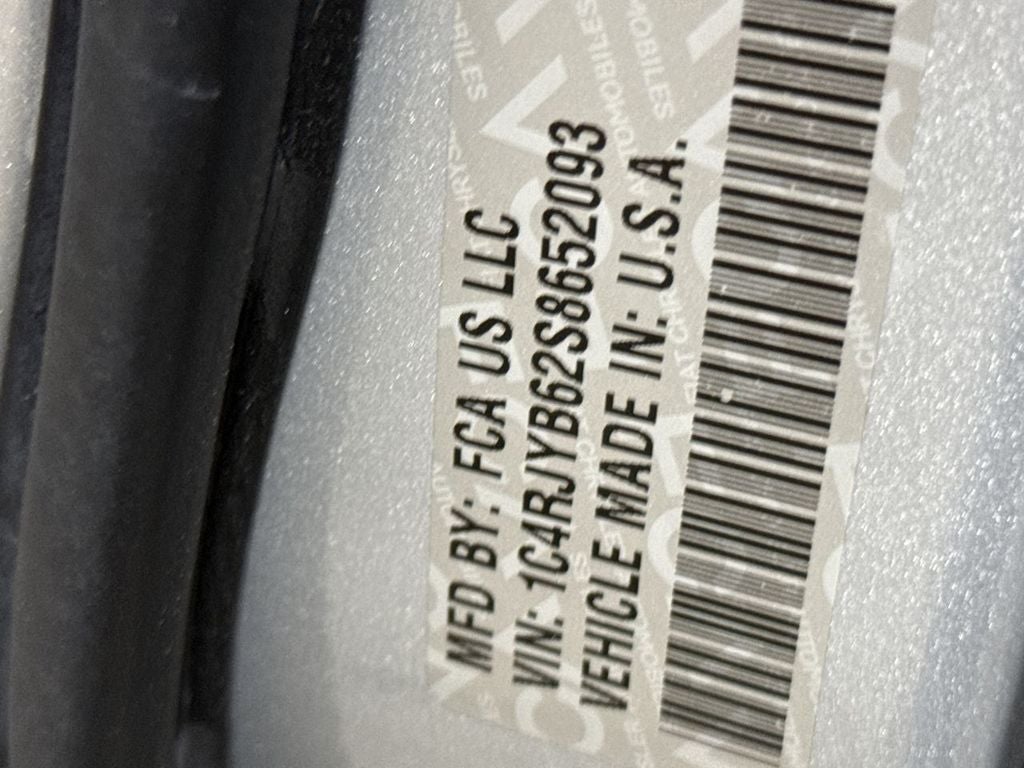 MFD BY: FCA US LLC
VIN: 1C4RJYB62S8652093
VEHICLE MADE IN: U.S.A.